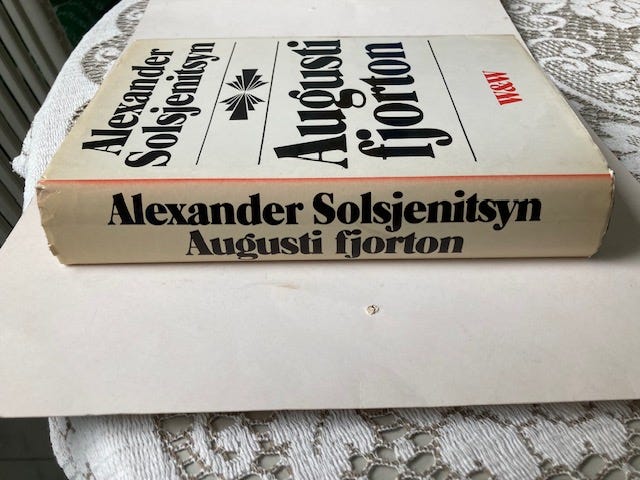 Alexander
Solsjenitsyn
Augusti
fjorton
W&W
Alexander Solsjenitsyn
Augusti fjorton